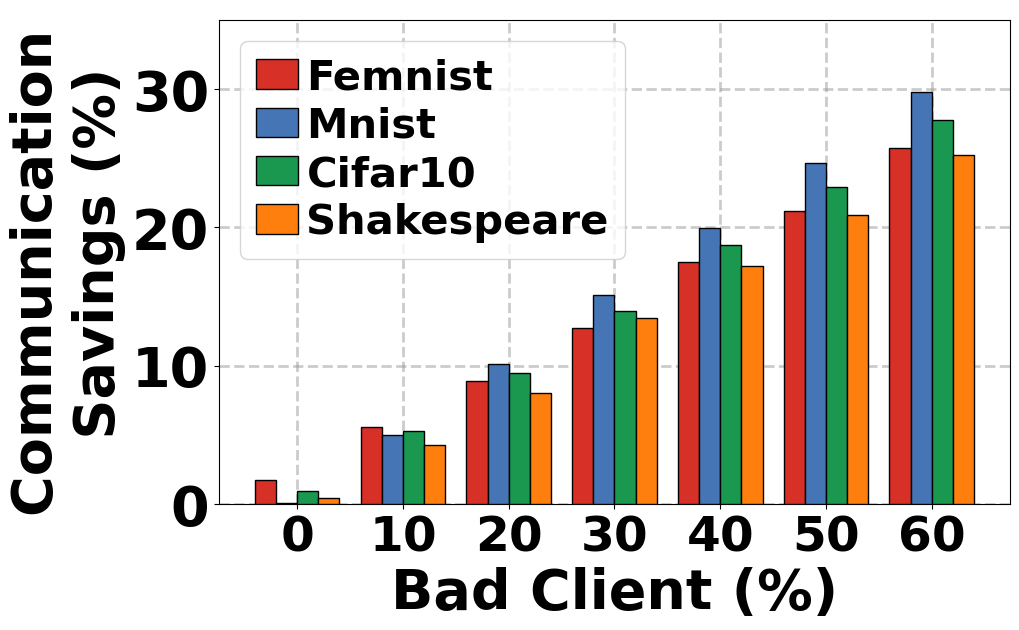 Communication
Savings (%)
30
20
10
0
Femnist
Mnist
Cifar10
Shakespeare
0 10 20 30 40 50 60
Bad Client (%)